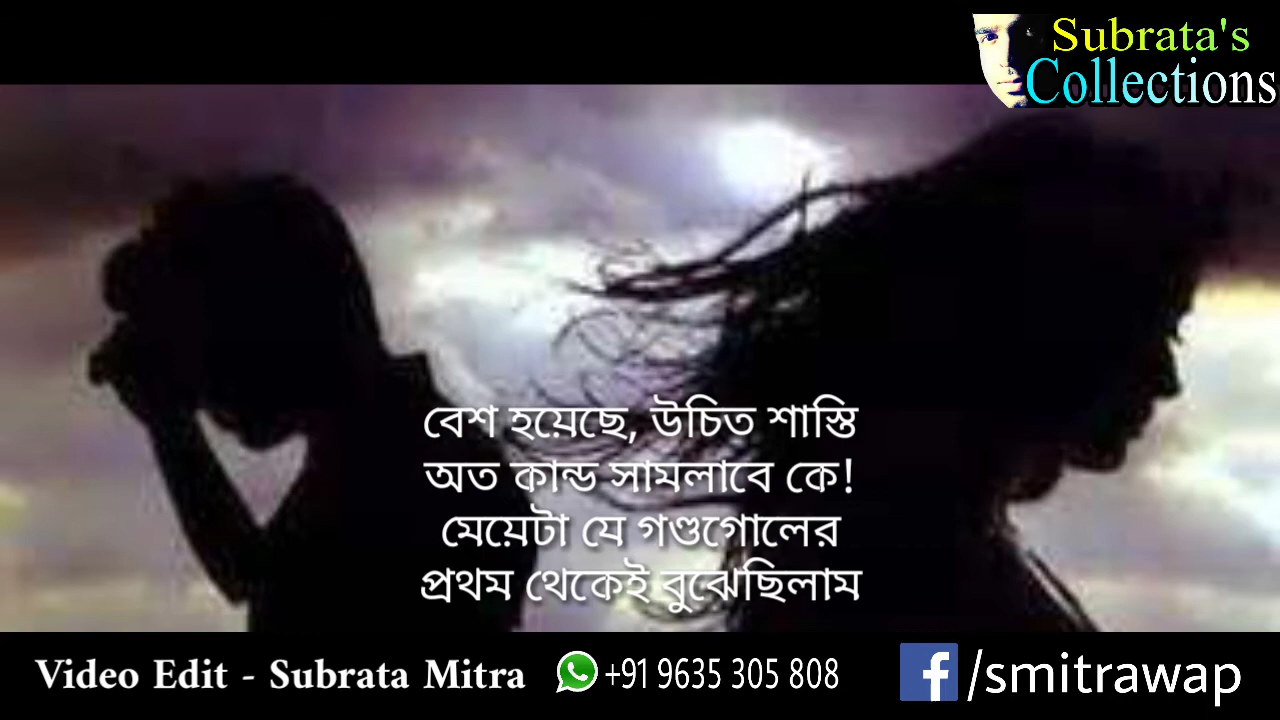 Subrata's
Collections
বেশ হয়েছে, উচিত শাস্তি
অত কান্ড সামলাবে কে!
মেয়েটা যে গণ্ডগোলের
প্রথম থেকেই বুঝেছিলাম
Video Edit - Subrata Mitra +91 9635 305 808 /smitrawap